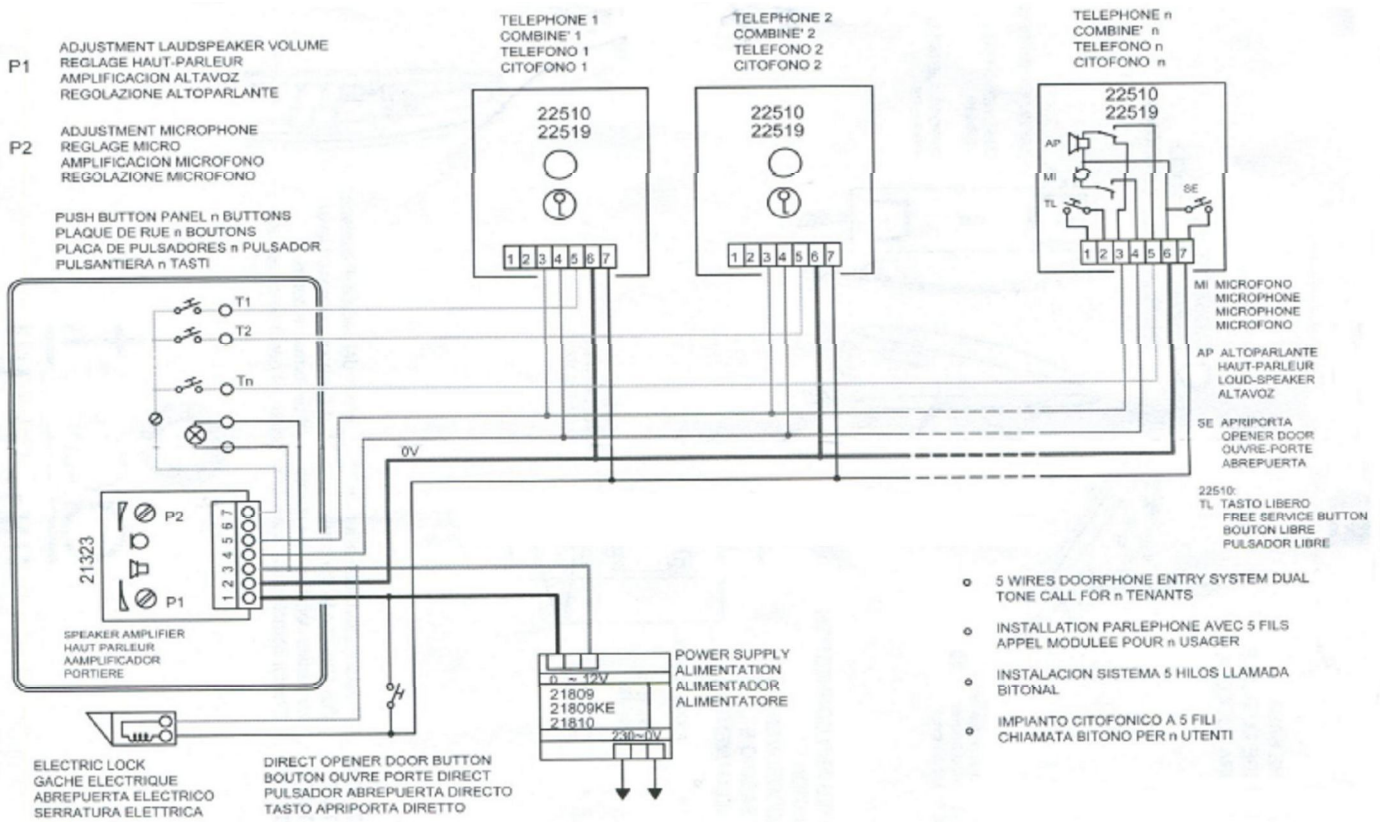 P1
ADJUSTMENT LAUDSPEAKER VOLUME
REGLAGE HAUT-PARLEUR
AMPLIFICACION ALTAVOZ
REGOLAZIONE ALTOPARLANTE
P2
ADJUSTMENT MICROPHONE
REGLAGE MICRO
AMPLIFICACION MICROFONO
REGOLAZIONE MICROFONO
PUSH BUTTON PANEL n BUTTONS
PLAQUE DE RUE n BOUTONS
PLACA DE PULSADORES n PULSADOR
PULSANTIERA n TASTI
TELEPHONE 1
COMBINE' 1
TELEFONO 1
CITOFONO 1
22510
22519
1 2 3 4 5 6 7
TELEPHONE 2
COMBINE' 2
TELEFONO 2
CITOFONO 2
22510
22519
1 2 3 4 5 6 7
TELEPHONE n
COMBINE' n
TELEFONO n
CITOFONO n
22510
22519
AP
MI
TL
SE
1 2 3 4 5 6 7
T1
T2
Tn
0V
21323
P2
P1
1 2 3 4 5 6 7
SPEAKER AMPLIFIER
HAUT PARLEUR
AAMPLIFICADOR
PORTIERE
MI MICROFONO
MICROPHONE
MICROPHONE
MICROFONO
AP ALTOPARLANTE
HAUT-PARLEUR
LOUD-SPEAKER
ALTAVOZ
SE APRIPORTA
OPENER DOOR
OUVRE-PORTE
ABREPUERTA
22510:
TL TASTO LIBERO
FREE SERVICE BUTTON
BOUTON LIBRE
PULSADOR LIBRE
0 ~ 12V
21809
21809KE
21810
230~0V
POWER SUPPLY
ALIMENTATION
ALIMENTADOR
ALIMENTATORE
ELECTRIC LOCK
GACHE ELECTRIQUE
ABREPUERTA ELECTRICO
SERRATURA ELETTRICA
DIRECT OPENER DOOR BUTTON
BOUTON OUVRE PORTE DIRECT
PULSADOR ABREPUERTA DIRECTO
TASTO APRIPORTA DIRETTO
5 WIRES DOORPHONE ENTRY SYSTEM DUAL
TONE CALL FOR n TENANTS
INSTALLATION PARLEPHONE AVEC 5 FILS
APPEL MODULEE POUR n USAGER
INSTALACION SISTEMA 5 HILOS LLAMADA
BITONAL
IMPIANTO CITOFONICO A 5 FILI
CHIAMATA BITONO PER n UTENTI